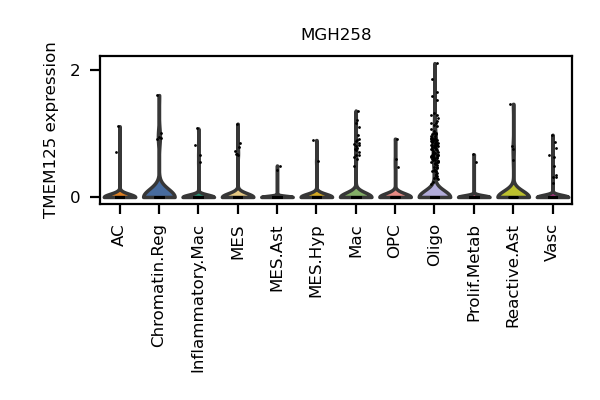 MGH258
TMEM125 expression
2
0
AC
Chromatin.Reg
Inflammatory.Mac
MES
MES.Ast
MES.Hyp
Mac
OPC
Oligo
Prolif.Metab
Reactive.Ast
Vasc